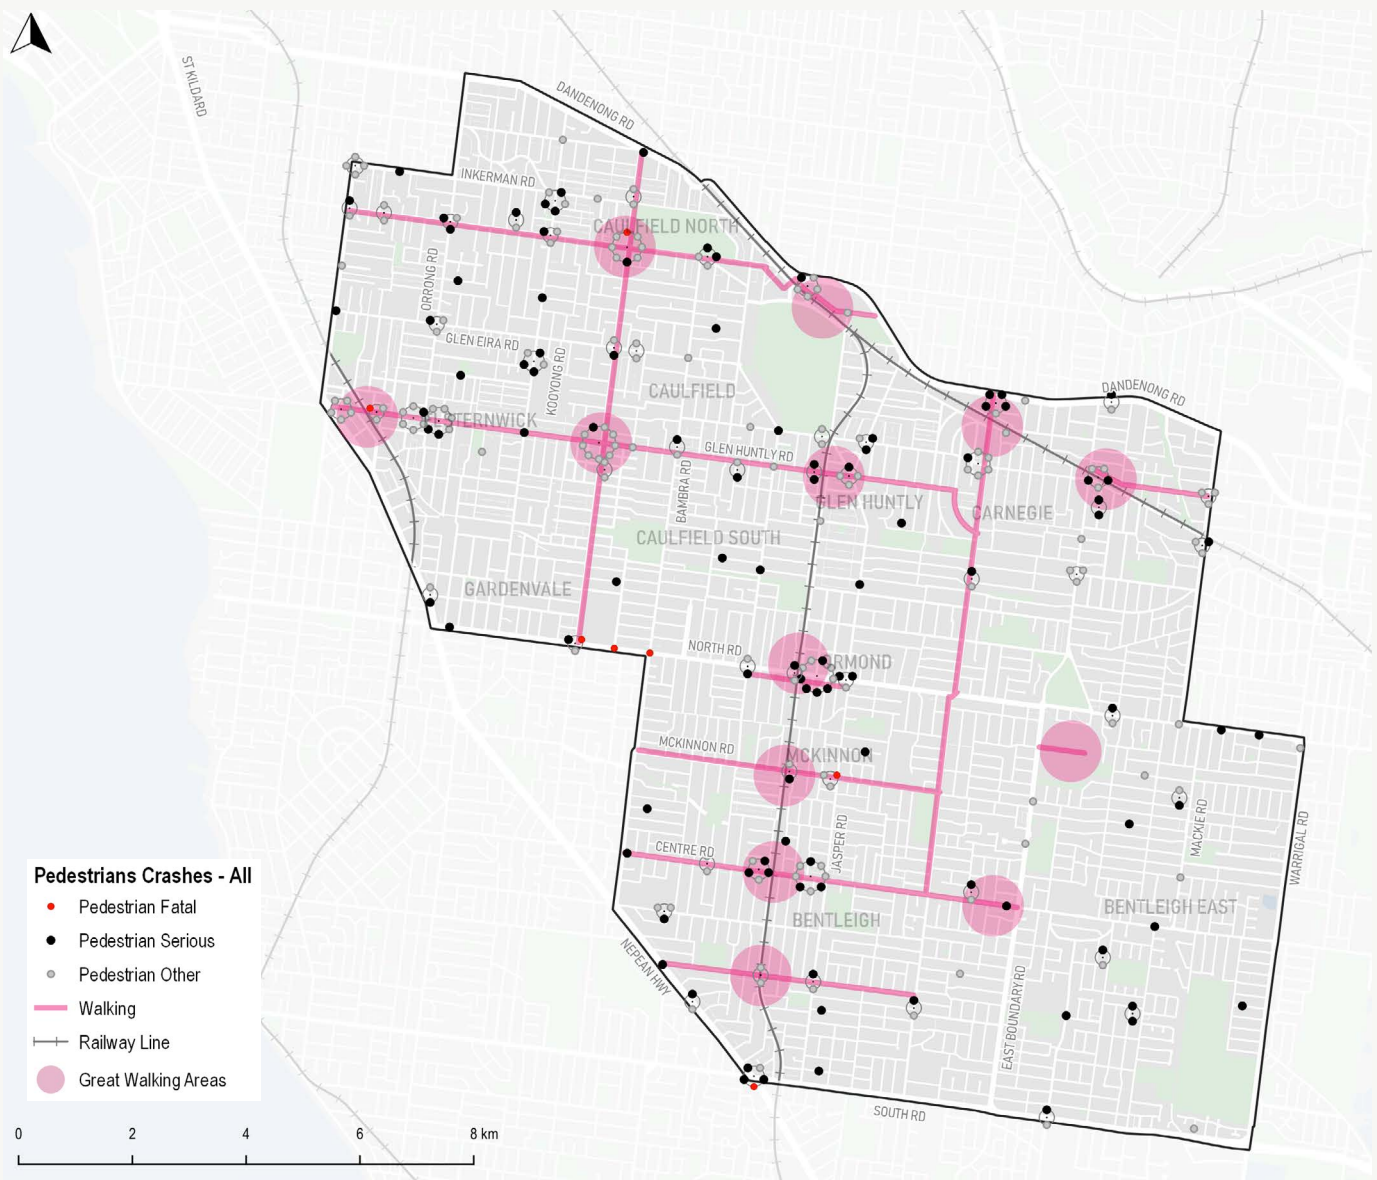 ST KILDARD
DANDENONG RD
INKERMAN RD
CAULFIELD NORTH
ORRONG RD
GLEN EIRA RD
KOOYONG RD
CAULFIELD
DANDENONG RD
TERNWICK
GLEN HUNTLY RD
BAMBRA RD
GLEN HUNTLY
CARNEGIE
CAULFIELD SOUTH
GARDENVALE
NORTH RD
ORMOND
MCKINNON RD
MCKINNON
JASPER RD
MACKIE RD
WARRIGAL RD
CENTRE RD
BENTLEIGH
BENTLEIGH EAST
NEPEAN HWY
EAST BOUNDARY RD
SOUTH RD
Pedestrians Crashes - All
Pedestrian Fatal
Pedestrian Serious
Pedestrian Other
Walking
Railway Line
Great Walking Areas
0 2 4 6 8 km